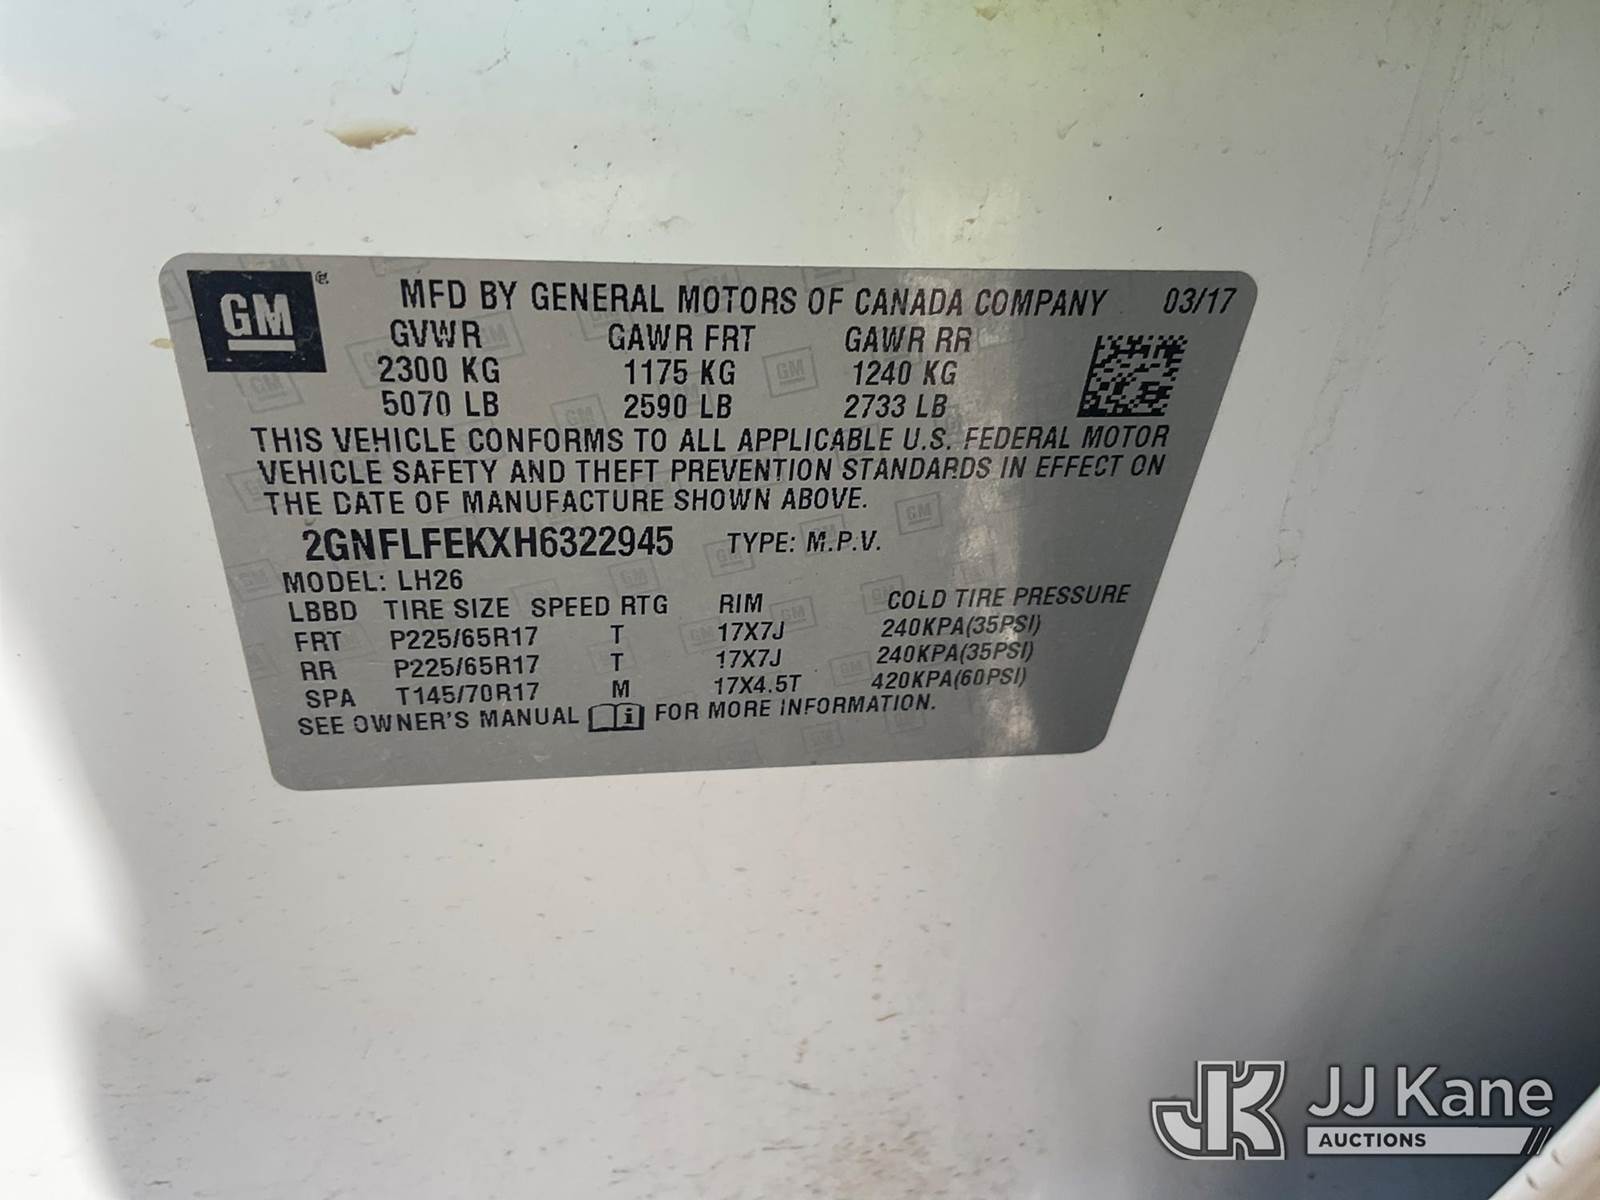 GM ® MFD BY GENERAL MOTORS OF CANADA COMPANY 03/17
GVWR GAWR FRT GAWR RR
2300 KG 1175 KG 1240 KG
5070 LB 2590 LB 2733 LB
THIS VEHICLE CONFORMS TO ALL APPLICABLE U.S. FEDERAL MOTOR
VEHICLE SAFETY AND THEFT PREVENTION STANDARDS IN EFFECT ON
THE DATE OF MANUFACTURE SHOWN ABOVE.
2GNFLFEKXH6322945 TYPE: M.P.V.
MODEL: LH26
LBBD TIRE SIZE SPEED RTG RIM COLD TIRE PRESSURE
FRT P225/65R17 T 17X7J 240KPA(35PSI)
RR P225/65R17 T 17X7J 240KPA(35PSI)
SPA T145/70R17 M 17X4.5T 420KPA(60PSI)
SEE OWNER'S MANUAL i FOR MORE INFORMATION.
JK JJ Kane
AUCTIONS